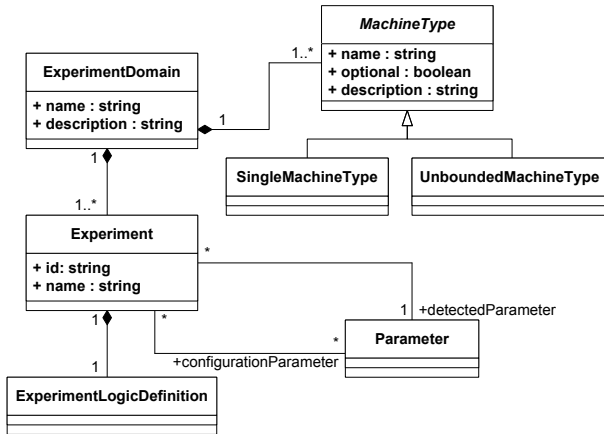 MachineType
+ name : string
+ optional : boolean
+ description : string
1..*
ExperimentDomain
+ name : string
+ description : string
1
1
SingleMachineType
UnboundedMachineType
1..*
Experiment
+ id: string
+ name : string
*
1
*
1 +detectedParameter
*
Parameter
+configurationParameter
1
ExperimentLogicDefinition